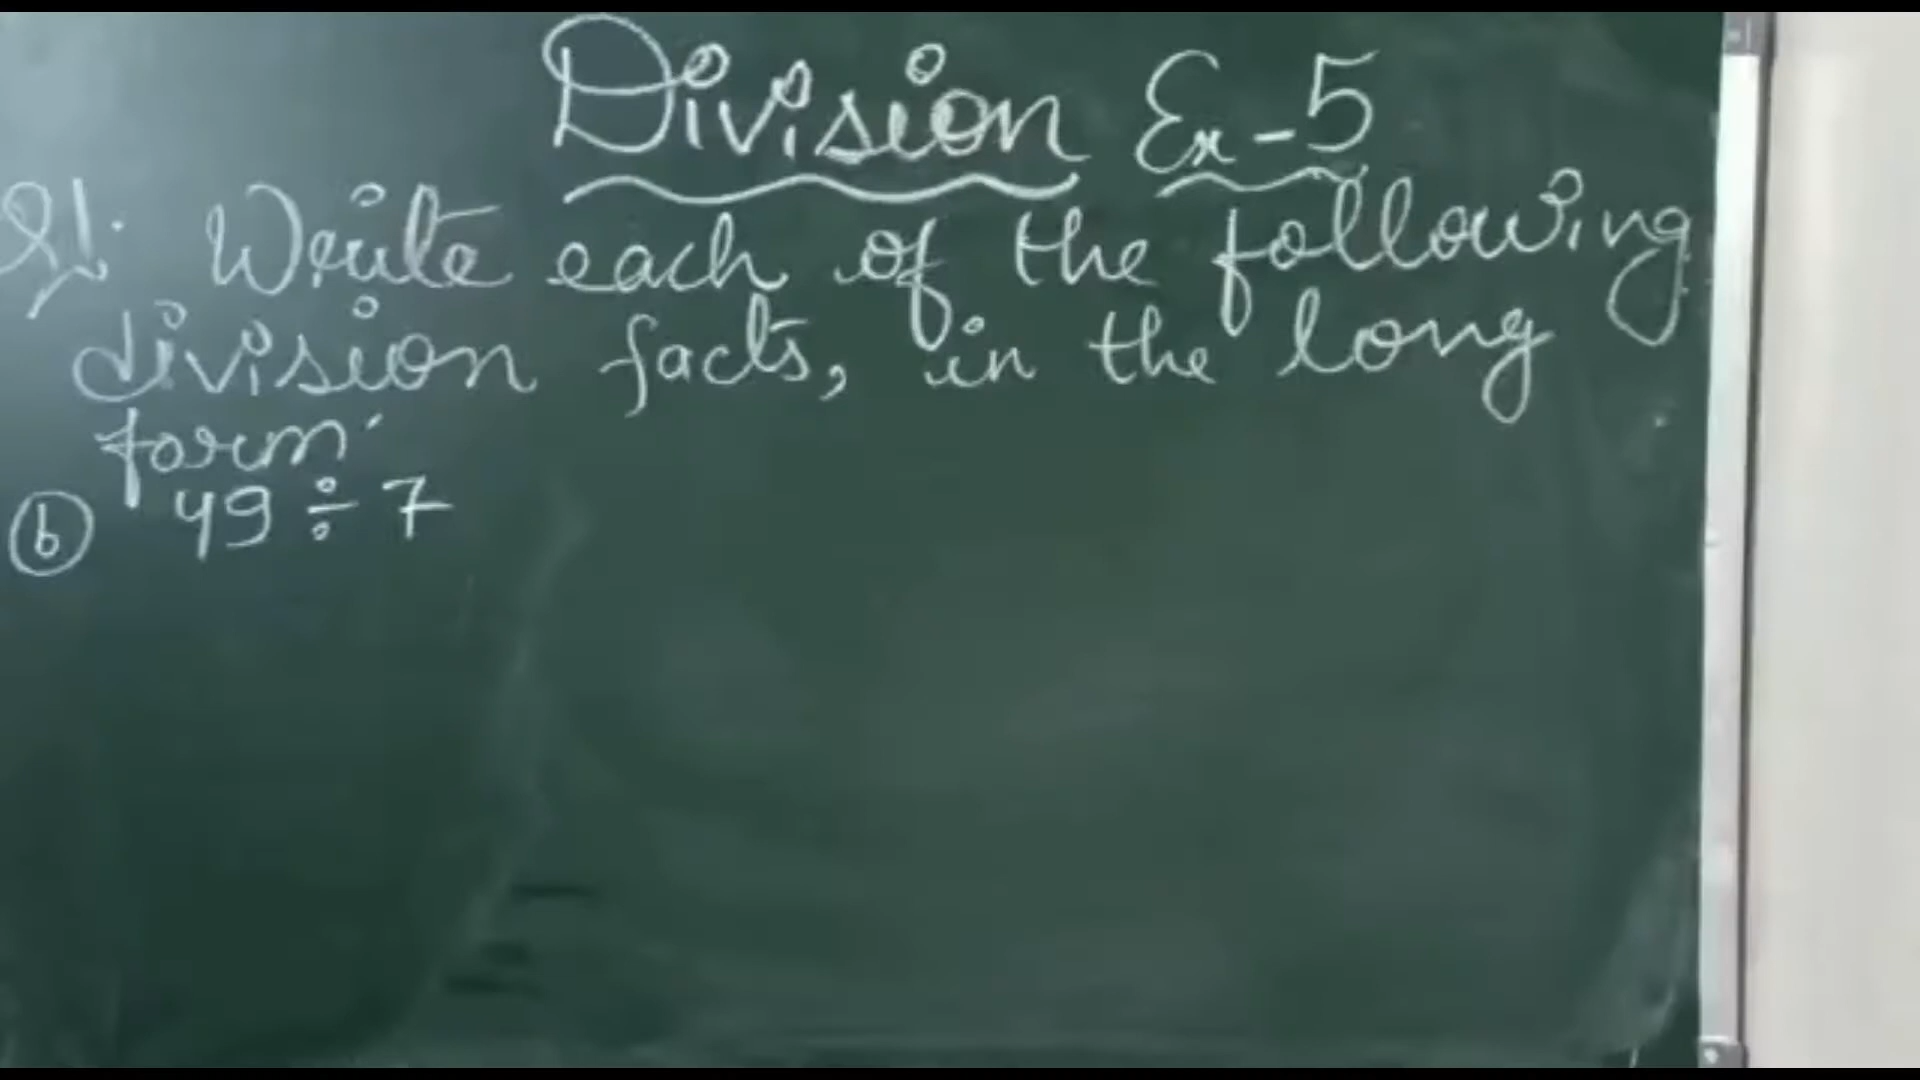 Division Ex-5
Q1. Write each of the following
division facts, in the long
form.
b 49 ÷ 7